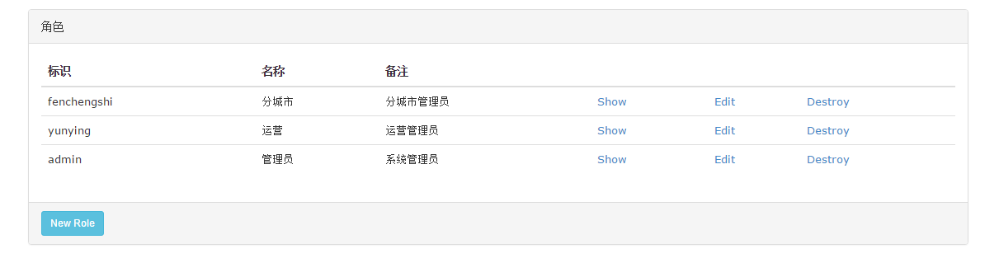 角色
标识 名称 备注
fenchengshi 分城市 分城市管理员 Show Edit Destroy
yunying 运营 运营管理员 Show Edit Destroy
admin 管理员 系统管理员 Show Edit Destroy
New Role